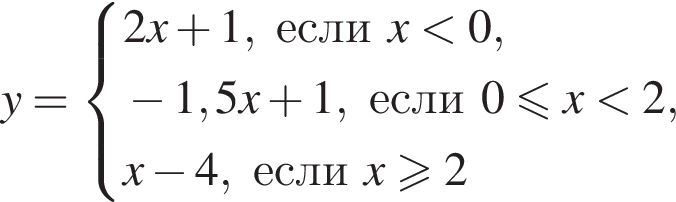 2x + 1, если x < 0,
y = { − 1,5x + 1, если 0 ⩽ x < 2,
x − 4, если x ⩾ 2